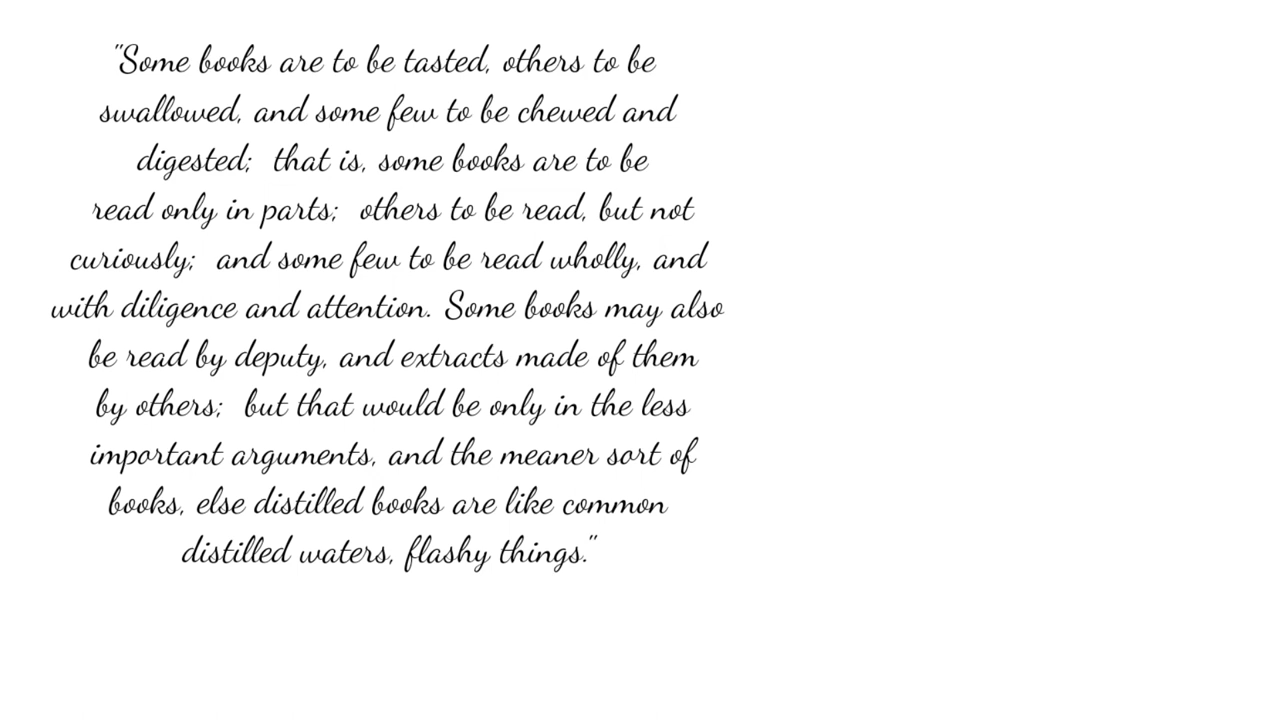 "Some books are to be tasted, others to be
swallowed, and some few to be chewed and
digested;  that is, some books are to be
read only in parts;  others to be read, but not
curiously;  and some few to be read wholly, and
with diligence and attention. Some books may also
be read by deputy, and extracts made of them
by others;  but that would be only in the less
important arguments, and the meaner sort of
books, else distilled books are like common
distilled waters, flashy things."